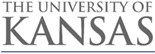 THE UNIVERSITY OF
KANSAS